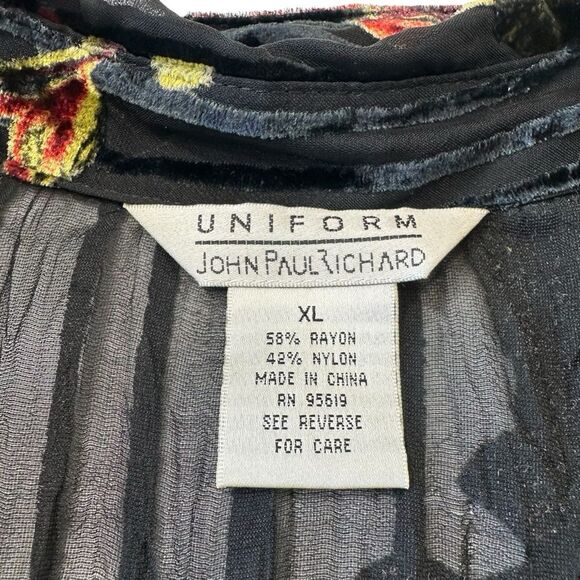 UNIFORM
JOHN PAUL RICHARD
XL
58% RAYON
42% NYLON
MADE IN CHINA
RN 95619
SEE REVERSE
FOR CARE